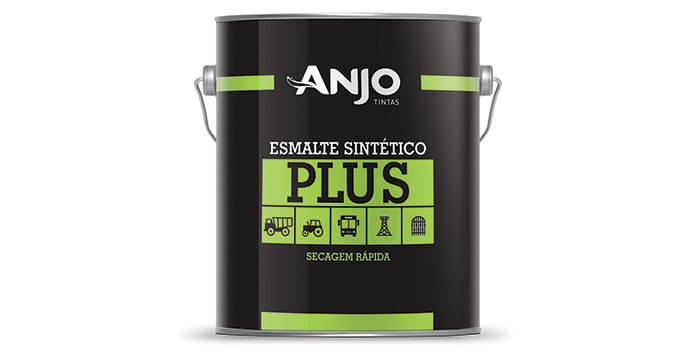 ANJO
TINTAS
ESMALTE SINTÉTICO
PLUS
SECAGEM RÁPIDA